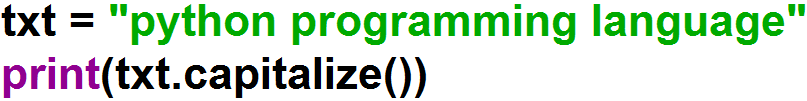 txt = "python programming language"
print(txt.capitalize())